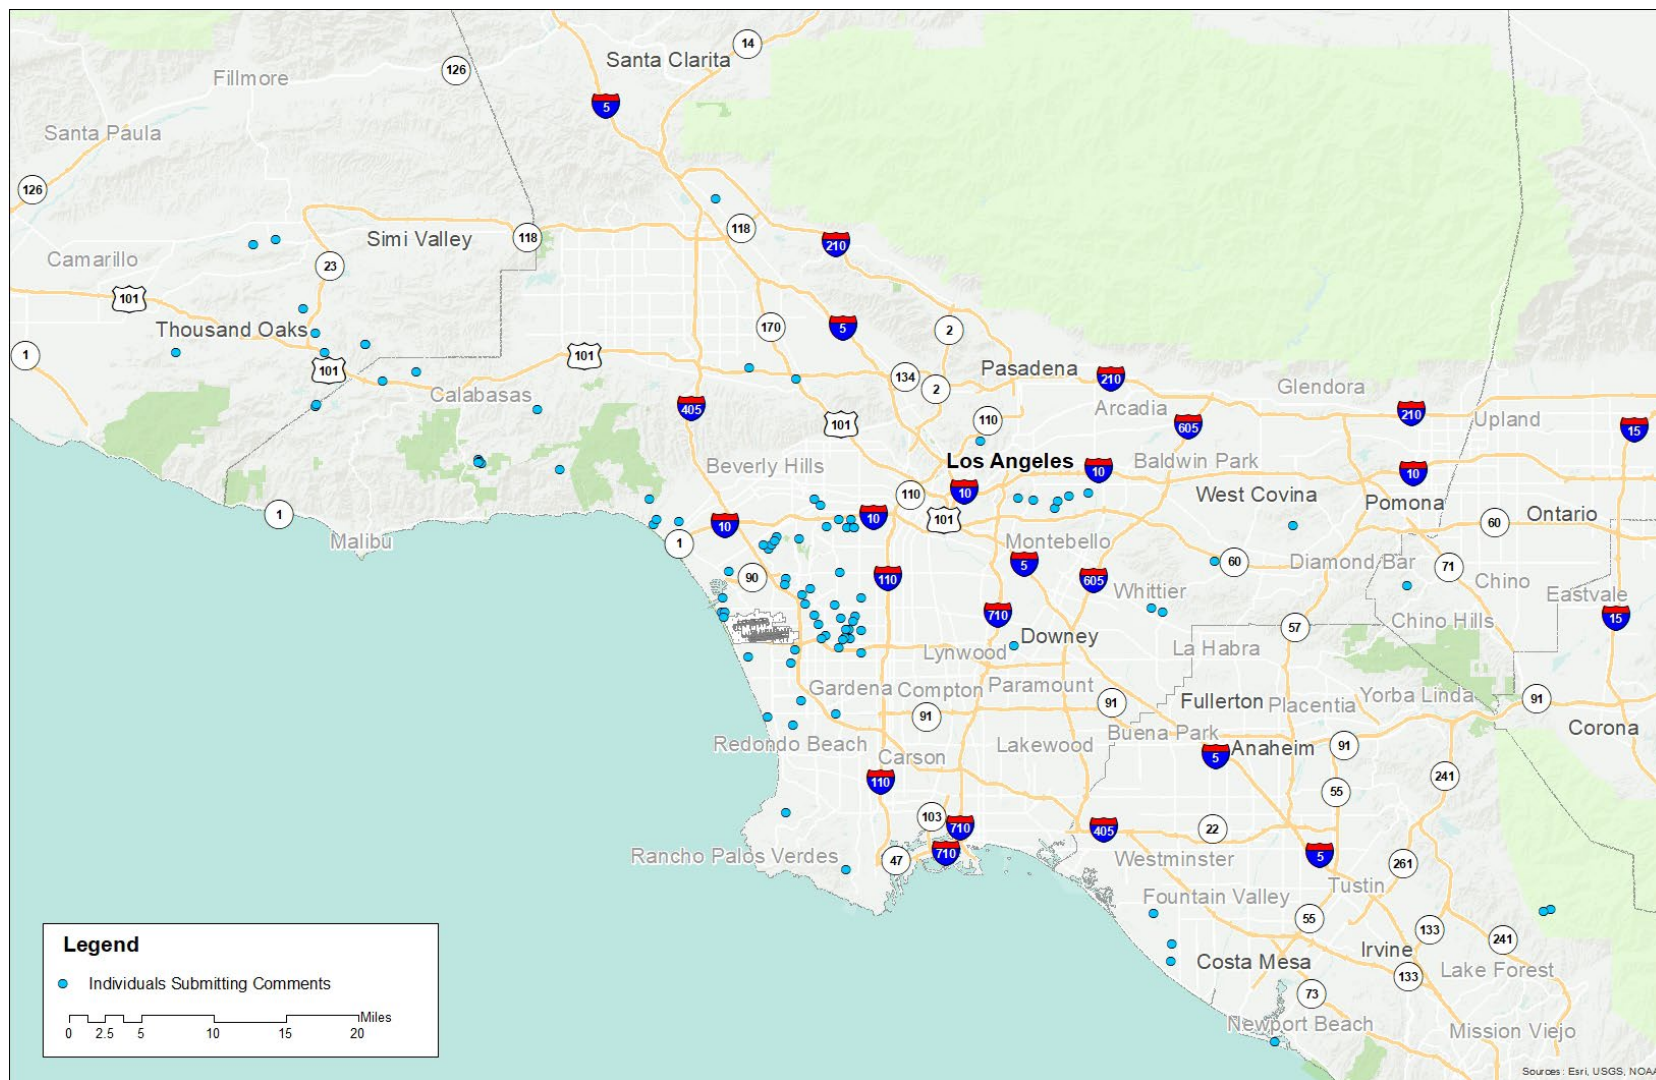 14
Santa Clarita
126
Fillmore
5
Santa Paula
126
118
118
Simi Valley
210
Camarillo
23
101
170
5
2
Thousand Oaks
1
101
101
134
2
Pasadena
210
Glendora
Calabasas
405
110
Arcadia
605
210
Upland
15
101
Beverly Hills
Los Angeles
10
Baldwin Park
10
110
10
West Covina
Pomona
1
10
10
101
60
Ontario
Malibu
1
Montebello
5
60
Diamond Bar
71
90
110
605
Whittier
Chino
Eastvale
710
15
Chino Hills
Downey
57
Lynwood
La Habra
Gardena
Compton
Paramount
Fullerton
Placentia
Yorba Linda
91
91
91
Redondo Beach
Lakewood
Buena Park
Anaheim
91
Corona
Carson
5
110
241
55
103
710
405
22
Rancho Palos Verdes
47
710
Westminster
5
261
Tustin
Fountain Valley
55
133
241
Costa Mesa
Irvine
Lake Forest
133
73
Newport Beach
Mission Viejo
Legend
Individuals Submitting Comments
Miles
0 2.5 5 10 15 20
Sources: Esri, USGS, NOAA